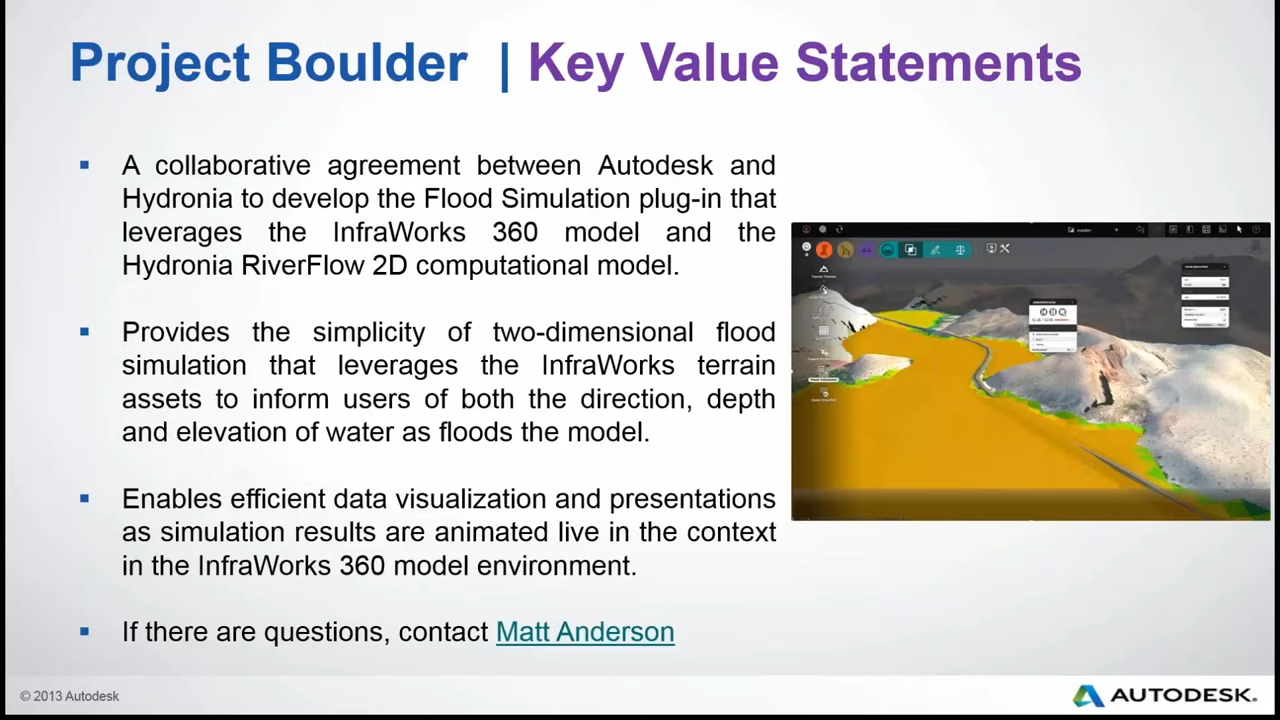 Project Boulder | Key Value Statements
▪ A collaborative agreement between Autodesk and
Hydronia to develop the Flood Simulation plug-in that
leverages the InfraWorks 360 model and the
Hydronia RiverFlow 2D computational model.
▪ Provides the simplicity of two-dimensional flood
simulation that leverages the InfraWorks terrain
assets to inform users of both the direction, depth
and elevation of water as floods the model.
▪ Enables efficient data visualization and presentations
as simulation results are animated live in the context
in the InfraWorks 360 model environment.
▪ If there are questions, contact Matt Anderson
© 2013 Autodesk
AUTODESK.